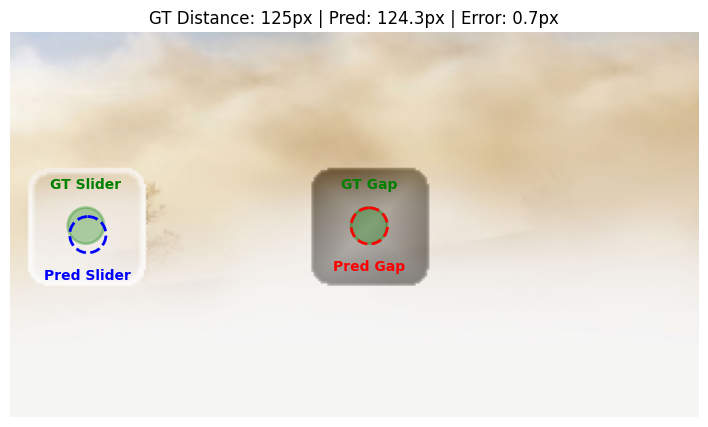 GT Distance: 125px | Pred: 124.3px | Error: 0.7px
GT Slider
GT Gap
Pred Gap
Pred Slider